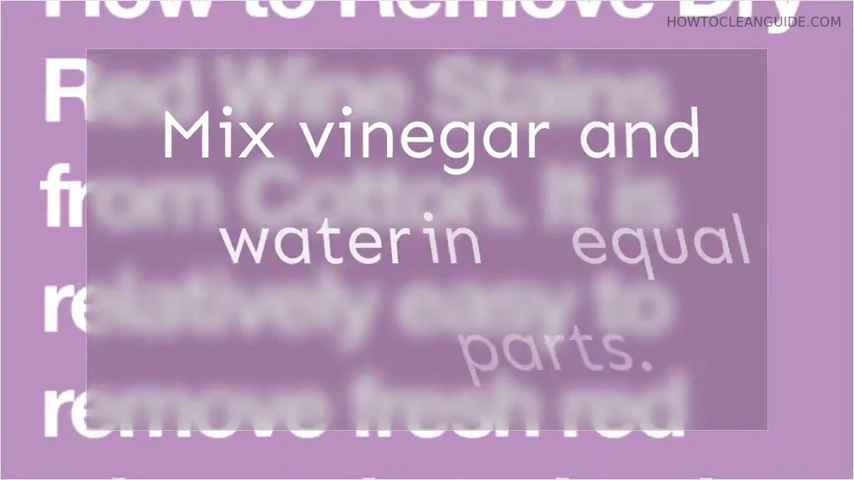 How to Remove Dry
HOWTOCLEANGUIDE.COM
Red Wine Stains
from Cotton. It is
relatively easy to
remove fresh red
Mix vinegar and
water in equal
parts.